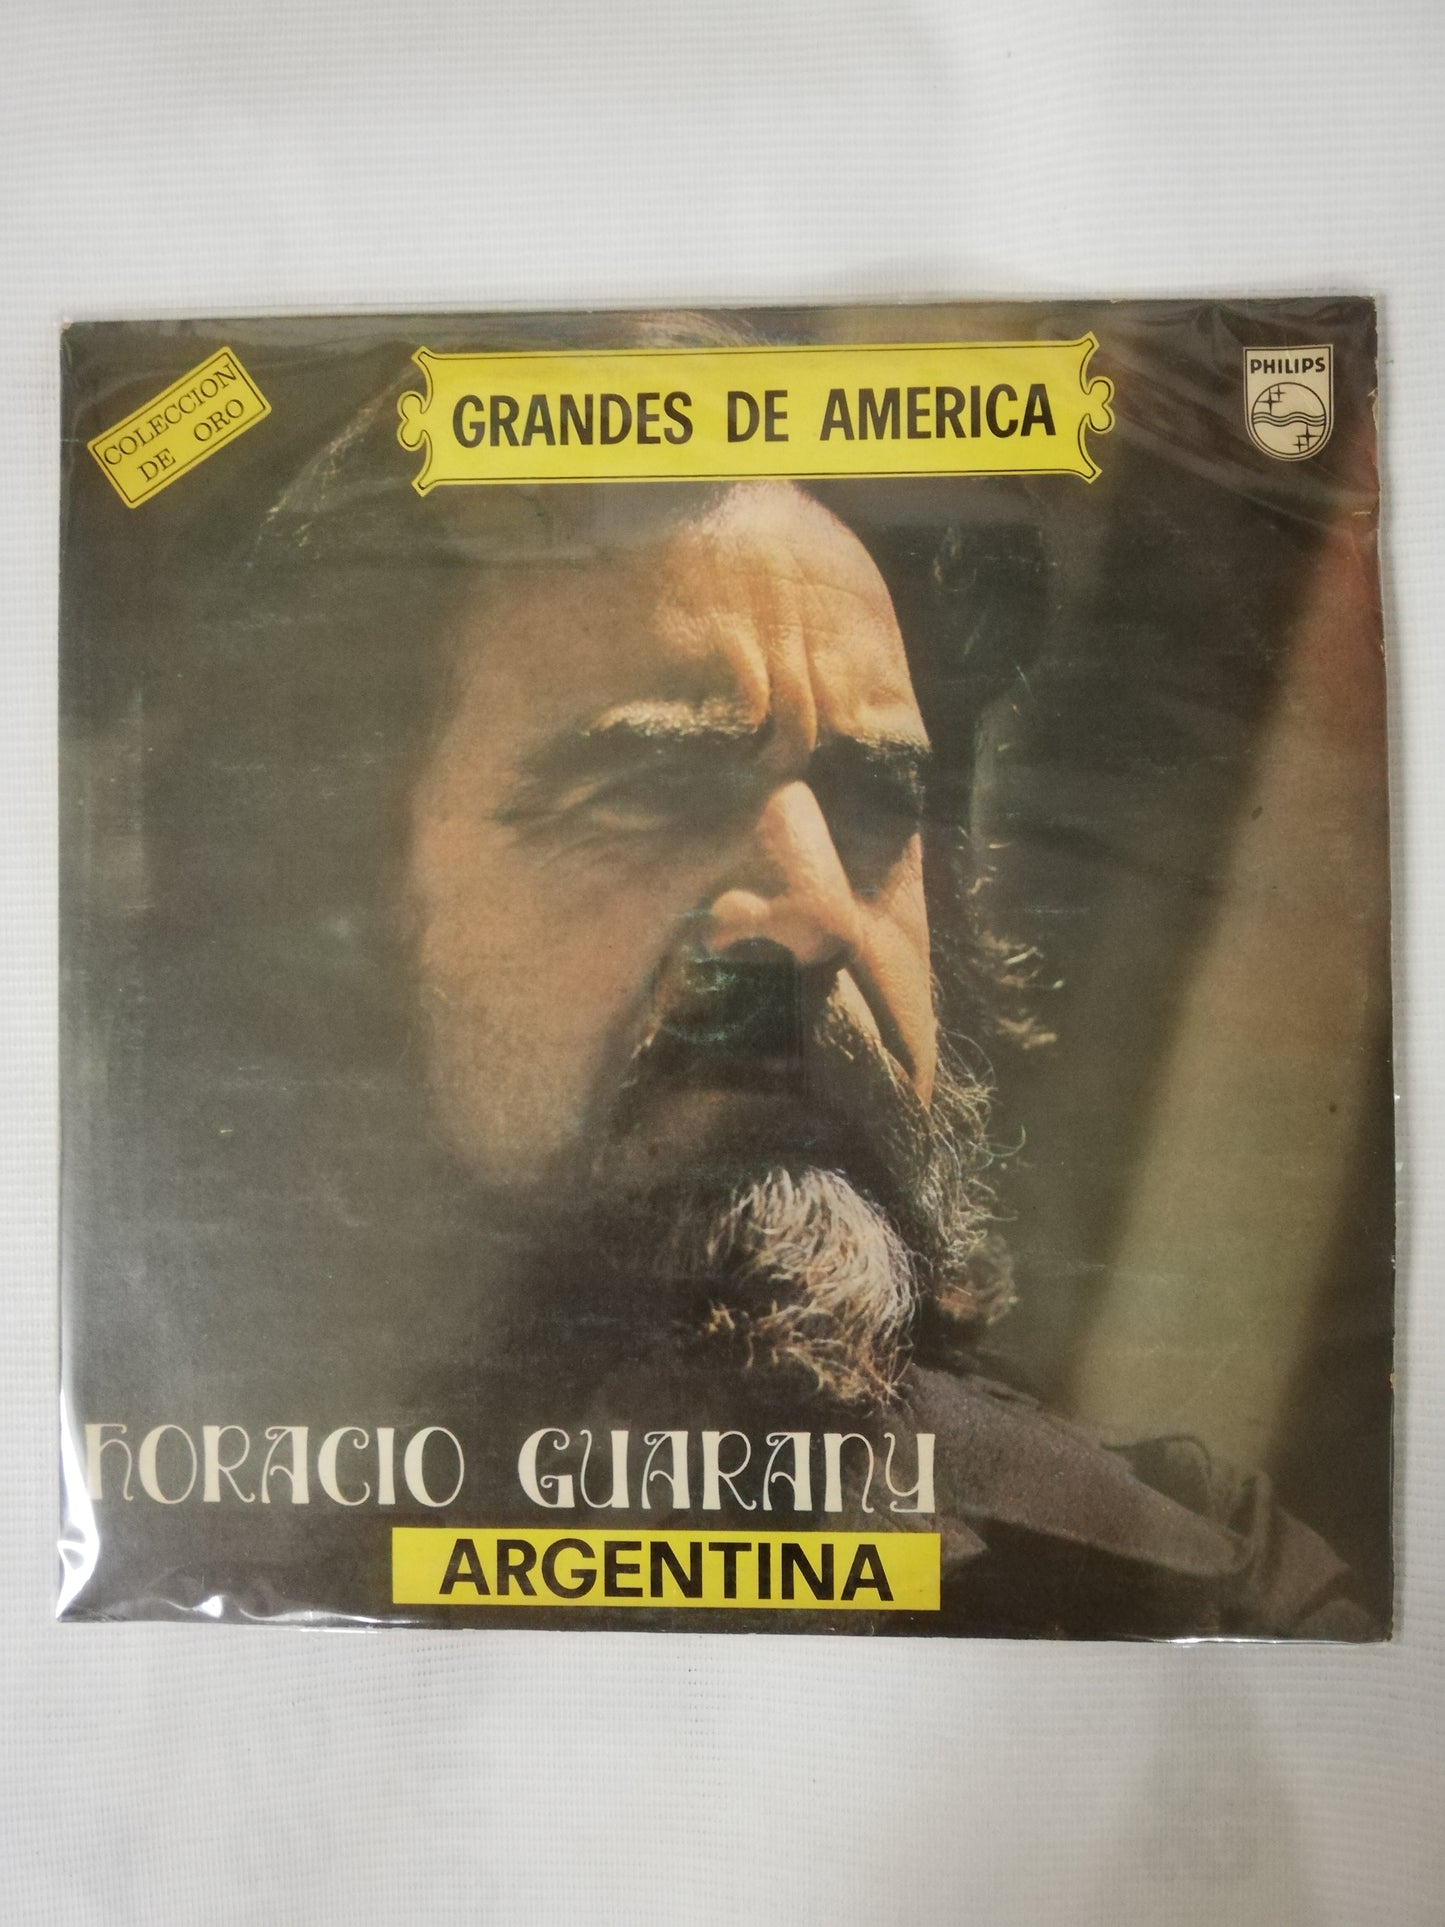 COLECCION
DE ORO
GRANDES DE AMERICA
PHILIPS
HORACIO GUARANY
ARGENTINA